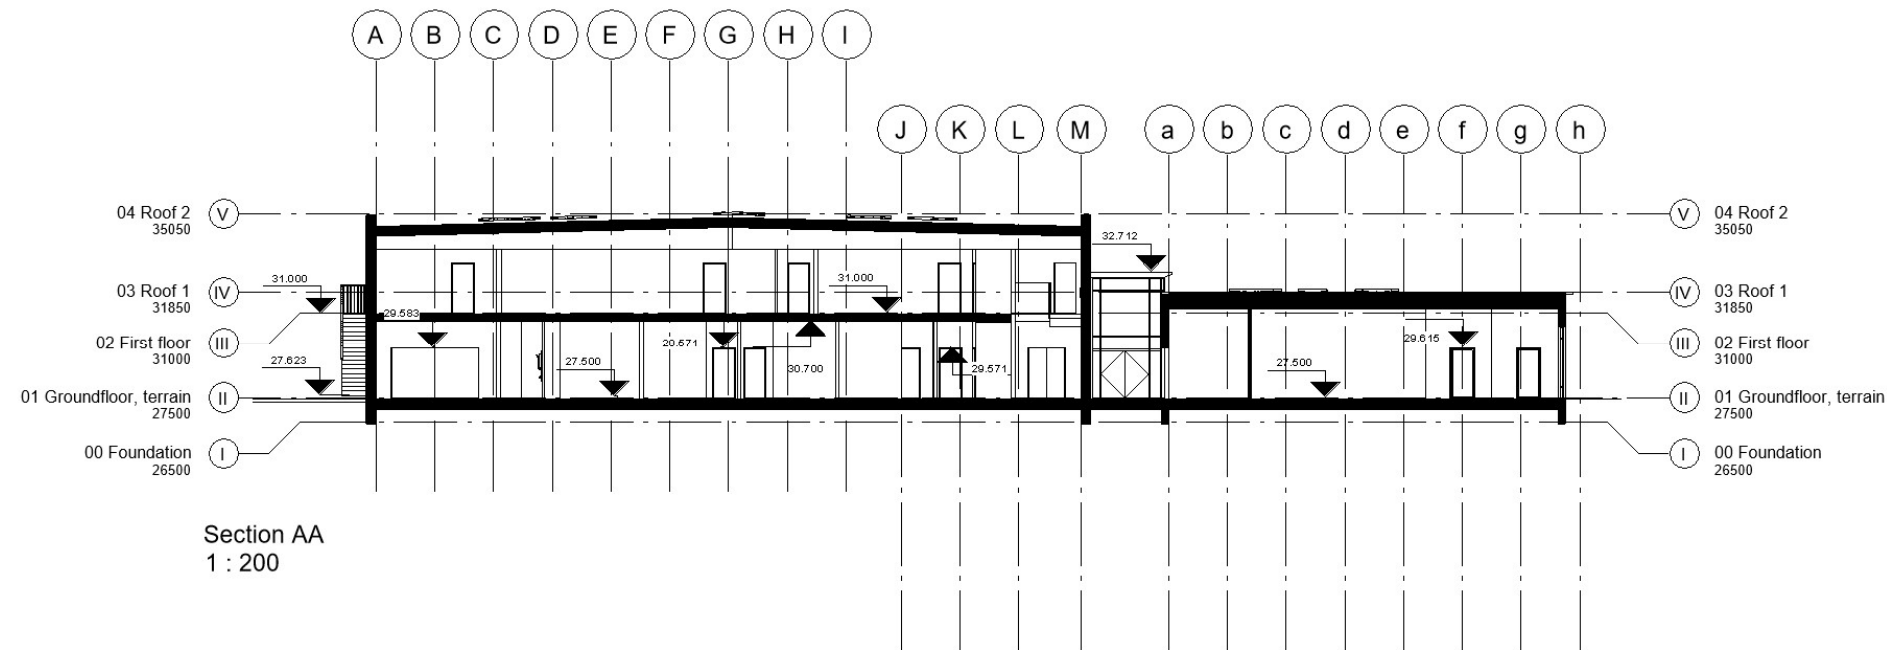 A B C D E F G H I
J K L M a b c d e f g h
04 Roof 2 V V 04 Roof 2
35050 35050
32.712
31.000 31.000
03 Roof 1 IV IV 03 Roof 1
31850 31850
29.583
02 First floor III III 02 First floor
31000 31000
20.571 29.615
27.623 27.500 30.700 29.571 27.500
01 Groundfloor, terrain II II 01 Groundfloor, terrain
27500 27500
00 Foundation I I 00 Foundation
26500 26500
Section AA
1 : 200